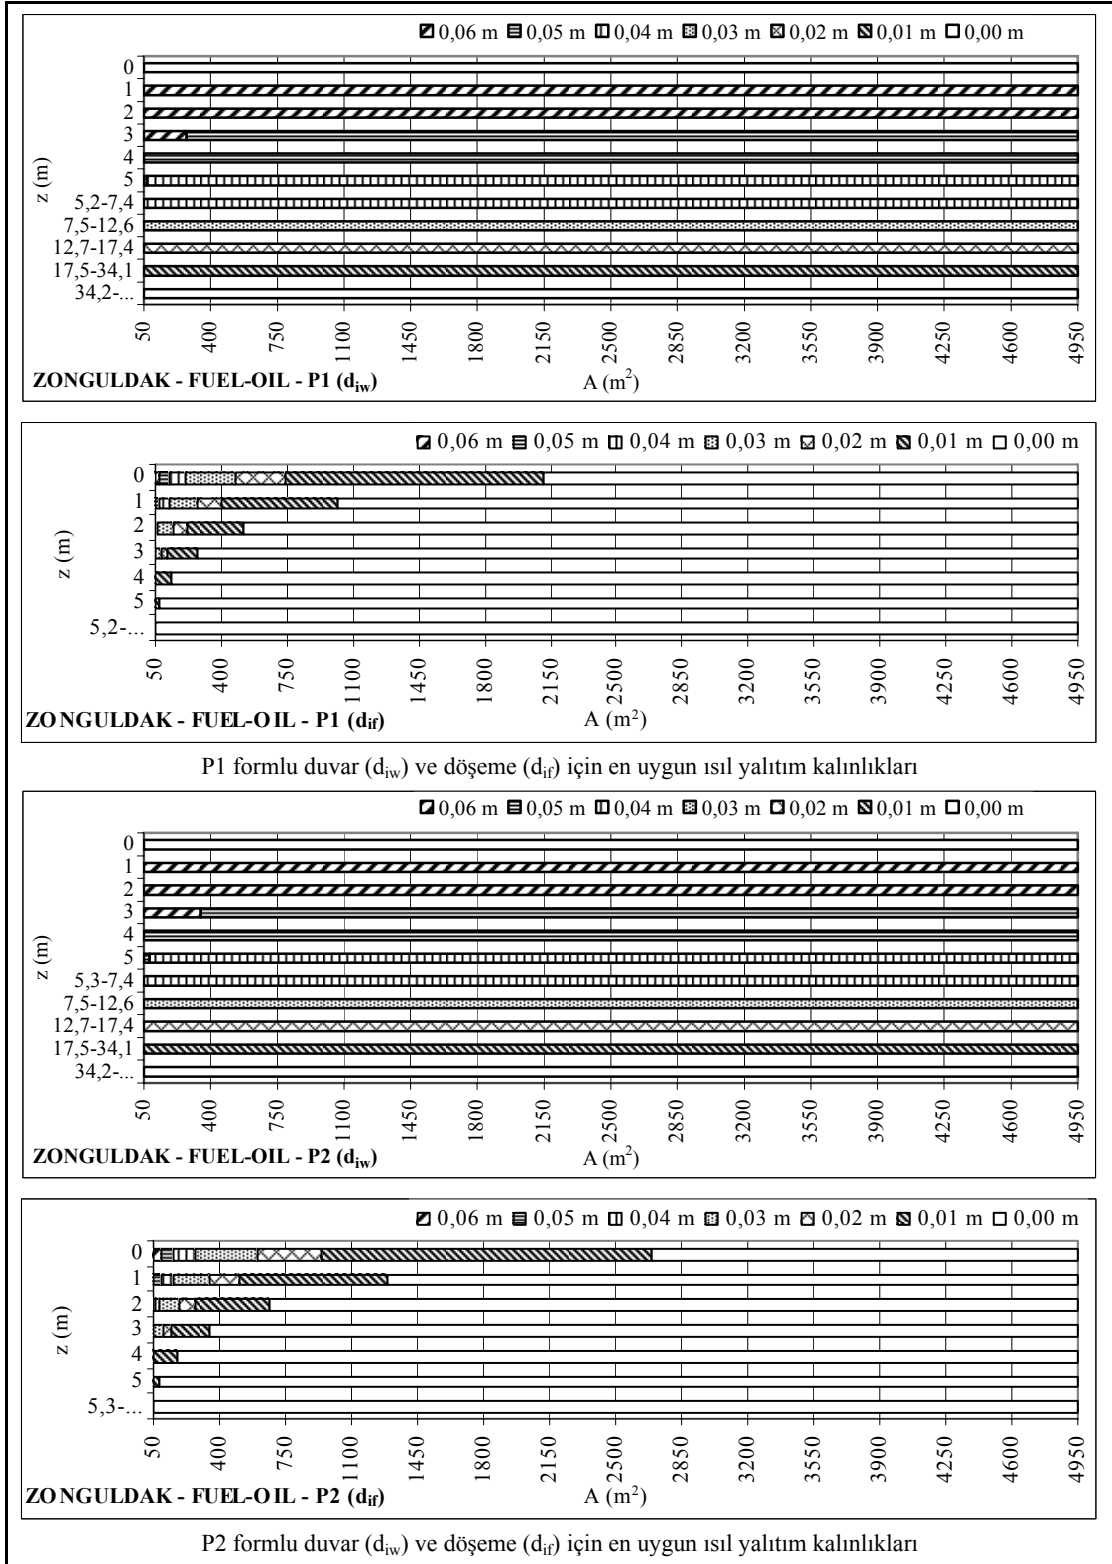 0,06 m 0,05 m 0,04 m 0,03 m 0,02 m 0,01 m 0,00 m
z (m)
0
1
2
3
4
5
5,2-7,4
7,5-12,6
12,7-17,4
17,5-34,1
34,2-...
50 400 750 1100 1450 1800 2150 2500 2850 3200 3550 3900 4250 4600 4950
ZONGULDAK - FUEL-OIL - P1 (d_iw) A (m²)
0,06 m 0,05 m 0,04 m 0,03 m 0,02 m 0,01 m 0,00 m
z (m)
0
1
2
3
4
5
5,2-...
50 400 750 1100 1450 1800 2150 2500 2850 3200 3550 3900 4250 4600 4950
ZONGULDAK - FUEL-OIL - P1 (d_if) A (m²)
P1 formlu duvar (d_iw) ve döşeme (d_if) için en uygun ısıl yalıtım kalınlıkları
0,06 m 0,05 m 0,04 m 0,03 m 0,02 m 0,01 m 0,00 m
z (m)
0
1
2
3
4
5
5,3-7,4
7,5-12,6
12,7-17,4
17,5-34,1
34,2-...
50 400 750 1100 1450 1800 2150 2500 2850 3200 3550 3900 4250 4600 4950
ZONGULDAK - FUEL-OIL - P2 (d_iw) A (m²)
0,06 m 0,05 m 0,04 m 0,03 m 0,02 m 0,01 m 0,00 m
z (m)
0
1
2
3
4
5
5,3-...
50 400 750 1100 1450 1800 2150 2500 2850 3200 3550 3900 4250 4600 4950
ZONGULDAK - FUEL-OIL - P2 (d_if) A (m²)
P2 formlu duvar (d_iw) ve döşeme (d_if) için en uygun ısıl yalıtım kalınlıkları